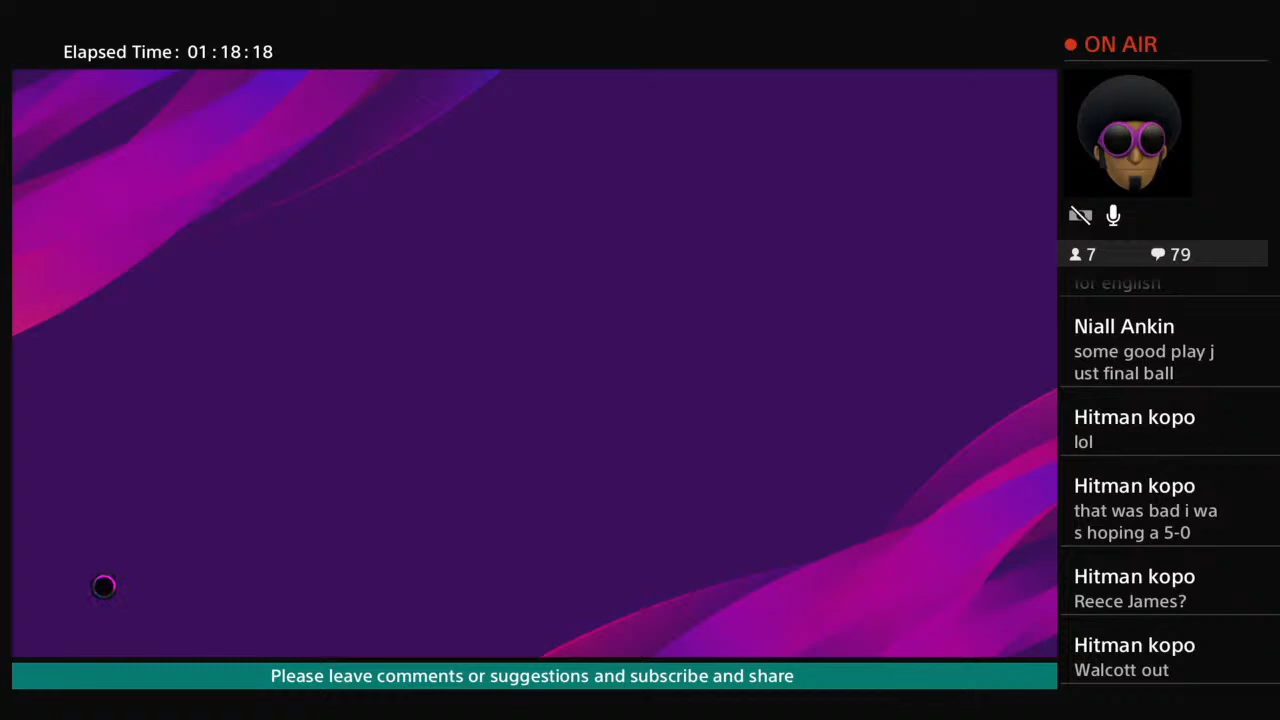 Elapsed Time: 01:18:18
ON AIR
7 79
for english
Niall Ankin
some good play j
ust final ball
Hitman kopo
lol
Hitman kopo
that was bad i wa
s hoping a 5-0
Hitman kopo
Reece James?
Hitman kopo
Walcott out
Please leave comments or suggestions and subscribe and share